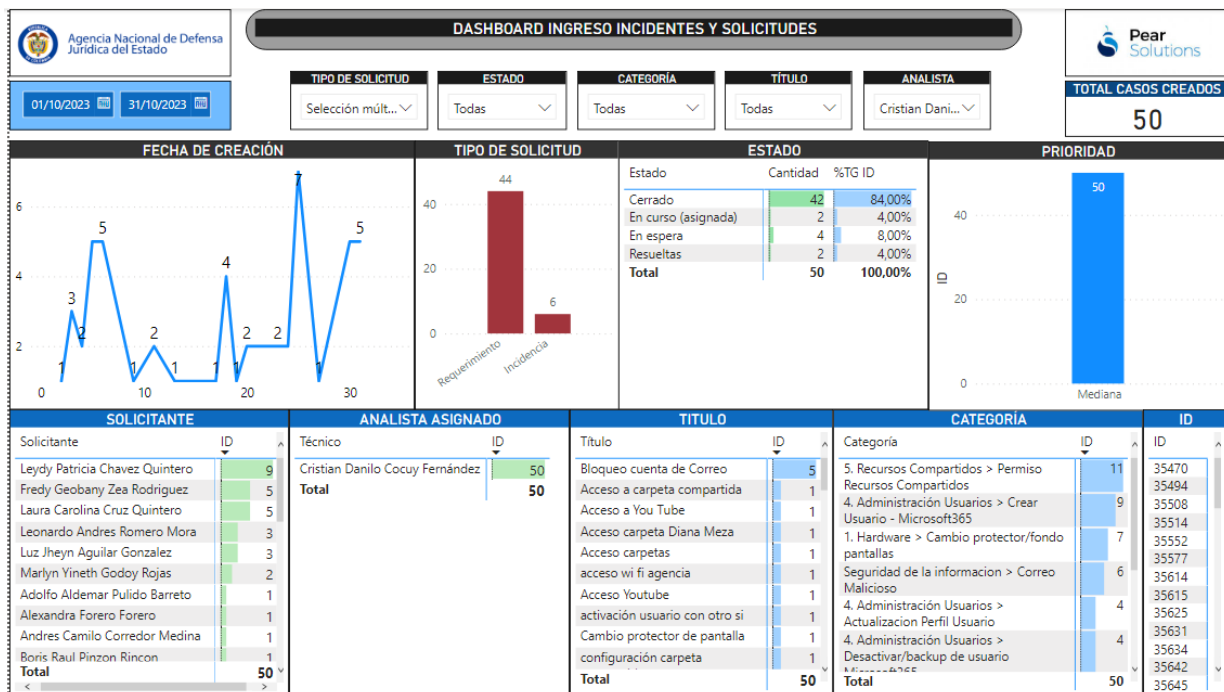 Agencia Nacional de Defensa
Jurídica del Estado
DASHBOARD INGRESO INCIDENTES Y SOLICITUDES
Pear
Solutions
01/10/2023
31/10/2023
TIPO DE SOLICITUD
Selección múlt...
ESTADO
Todas
CATEGORÍA
Todas
TÍTULO
Todas
ANALISTA
Cristian Dani...
TOTAL CASOS CREADOS
50
FECHA DE CREACIÓN
6
4
2
0
10
20
30
1
3
2
5
1
2
1
1
4
1
2
2
7
1
5
TIPO DE SOLICITUD
40
20
0
44
6
Requerimiento
Incidencia
ESTADO
Estado Cantidad %TG ID
Cerrado 42 84,00%
En curso (asignada) 2 4,00%
En espera 4 8,00%
Resueltas 2 4,00%
Total 50 100,00%
PRIORIDAD
50
ID
40
20
0
Mediana
SOLICITANTE
Solicitante ID
Leydy Patricia Chavez Quintero 9
Fredy Geobany Zea Rodriguez 5
Laura Carolina Cruz Quintero 5
Leonardo Andres Romero Mora 3
Luz Jheyn Aguilar Gonzalez 3
Marlyn Yineth Godoy Rojas 2
Adolfo Aldemar Pulido Barreto 1
Alexandra Forero Forero 1
Andres Camilo Corredor Medina 1
Boris Raul Pinzon Rincon 1
Total 50
ANALISTA ASIGNADO
Técnico ID
Cristian Danilo Cocuy Fernández 50
Total 50
TITULO
Título ID
Bloqueo cuenta de Correo 5
Acceso a carpeta compartida 1
Acceso a You Tube 1
Acceso carpeta Diana Meza 1
Acceso carpetas 1
acceso wi fi agencia 1
Acceso Youtube 1
activación usuario con otro si 1
Cambio protector de pantalla 1
configuración carpeta 1
Total 50
CATEGORÍA
Categoría ID
5. Recursos Compartidos > Permiso 11
Recursos Compartidos
4. Administración Usuarios > Crear 9
Usuario - Microsoft365
1. Hardware > Cambio protector/fondo 7
pantallas
Seguridad de la informacion > Correo 6
Malicioso
4. Administración Usuarios > 4
Actualizacion Perfil Usuario
4. Administración Usuarios > 4
Desactivar/backup de usuario
Microsoft365
Total 50
ID
ID
35470
35494
35508
35514
35552
35577
35614
35615
35625
35631
35634
35642
35645